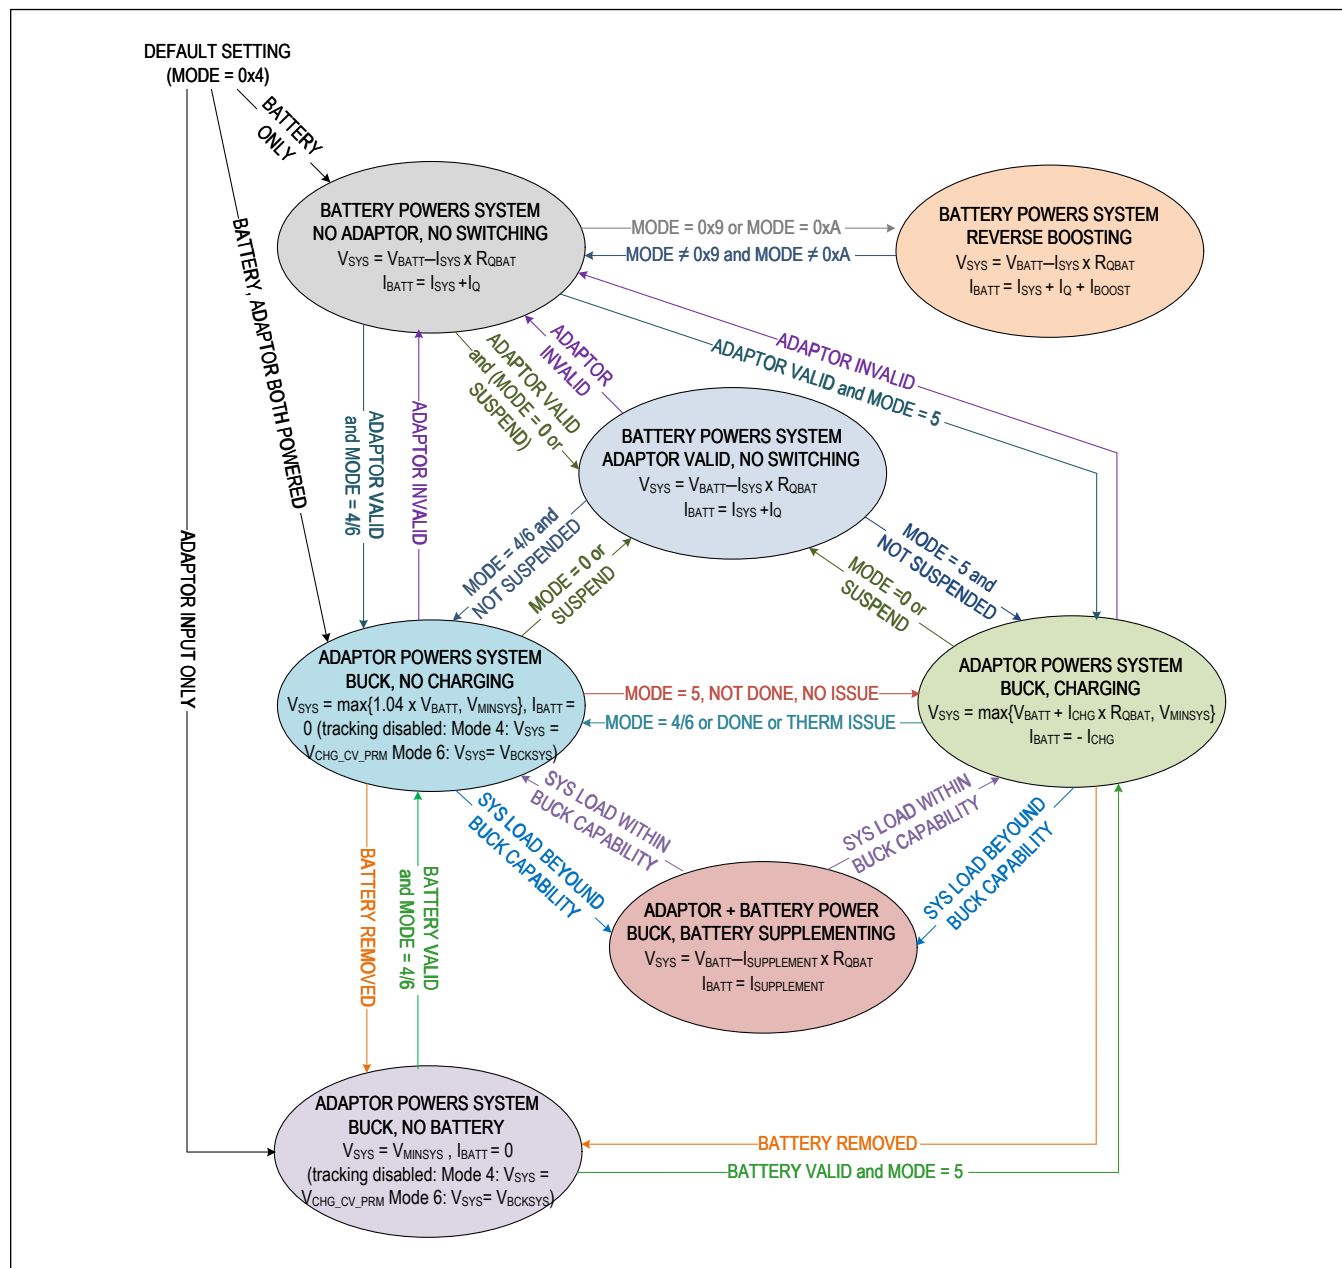 DEFAULT SETTING
(MODE = 0x4)
BATTERY
ONLY
BATTERY, ADAPTOR BOTH POWERED
ADAPTOR INPUT ONLY
BATTERY POWERS SYSTEM
NO ADAPTOR, NO SWITCHING
VSYS = VBATT–ISYS x RQBAT
IBATT = ISYS +IQ
MODE = 0x9 or MODE = 0xA
MODE ≠ 0x9 and MODE ≠ 0xA
BATTERY POWERS SYSTEM
REVERSE BOOSTING
VSYS = VBATT–ISYS x RQBAT
IBATT = ISYS + IQ + IBOOST
ADAPTOR VALID
and MODE = 4/6
ADAPTOR INVALID
ADAPTOR VALID
and (MODE = 0 or
SUSPEND)
ADAPTOR
INVALID
ADAPTOR INVALID
ADAPTOR VALID and MODE = 5
BATTERY POWERS SYSTEM
ADAPTOR VALID, NO SWITCHING
VSYS = VBATT–ISYS x RQBAT
IBATT = ISYS +IQ
MODE = 4/6 and
NOT SUSPENDED
MODE = 0 or
SUSPEND
MODE = 5 and
NOT SUSPENDED
MODE =0 or
SUSPEND
ADAPTOR POWERS SYSTEM
BUCK, NO CHARGING
VSYS = max{1.04 x VBATT, VMINSYS}, IBATT =
0 (tracking disabled: Mode 4: VSYS =
VCHG_CV_PRM Mode 6: VSYS= VBCKSYS)
MODE = 5, NOT DONE, NO ISSUE
MODE = 4/6 or DONE or THERM ISSUE
ADAPTOR POWERS SYSTEM
BUCK, CHARGING
VSYS = max{VBATT + ICHG x RQBAT, VMINSYS}
IBATT = - ICHG
SYS LOAD WITHIN
BUCK CAPABILITY
SYS LOAD BEYOUND
BUCK CAPABILITY
SYS LOAD WITHIN
BUCK CAPABILITY
SYS LOAD BEYOUND
BUCK CAPABILITY
ADAPTOR + BATTERY POWER
BUCK, BATTERY SUPPLEMENTING
VSYS = VBATT–ISUPPLEMENT x RQBAT
IBATT = ISUPPLEMENT
BATTERY REMOVED
BATTERY VALID
and MODE = 4/6
ADAPTOR POWERS SYSTEM
BUCK, NO BATTERY
VSYS = VMINSYS , IBATT = 0
(tracking disabled: Mode 4: VSYS =
VCHG_CV_PRM Mode 6: VSYS= VBCKSYS)
BATTERY REMOVED
BATTERY VALID and MODE = 5